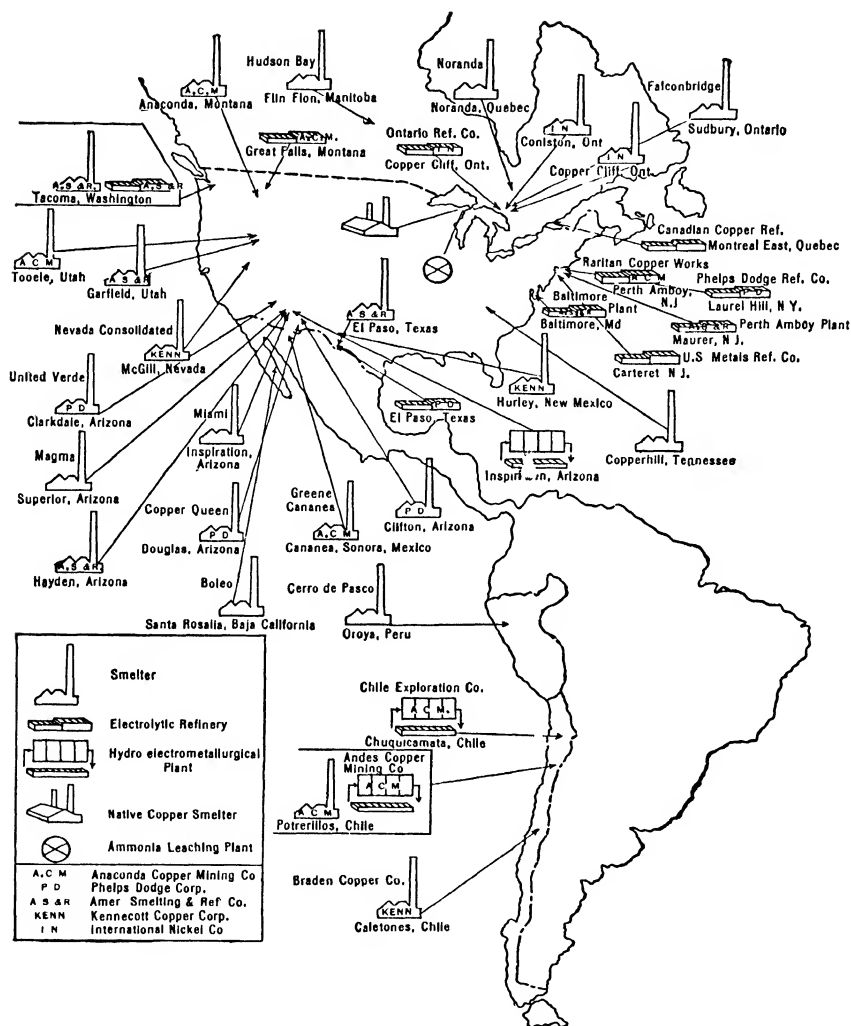 Hudson Bay
Noranda
Falconbridge
A,C,M
Anaconda, Montana
Flin Flon, Manitoba
Noranda, Quebec
I N
Coniston, Ont
Sudbury, Ontario
A,C,M.
Great Falls, Montana
Ontario Ref. Co.
I N
Copper Cliff, Ont.
I N
Copper Cliff, Ont.
A,S,&R,
A,S &R
Tacoma, Washington
Canadian Copper Ref.
Montreal East, Quebec
A C M
Tooele, Utah
A S &R
Garfield, Utah
Raritan Copper Works
A C M
Perth Amboy,
N.J
Phelps Dodge Ref. Co.
P D
Laurel Hill, N Y.
A S &R
El Paso, Texas
Baltimore
Plant
Baltimore, Md
A S &R
Perth Amboy Plant
Maurer, N.J.
Nevada Consolidated
KENN
McGill, Nevada
U.S Metals Ref. Co.
Carteret N J.
United Verde
P D
Clarkdale, Arizona
Miami
Inspiration,
Arizona
P D
El Paso, Texas
KENN
Hurley, New Mexico
Copperhill, Tennessee
Magma
Superior, Arizona
Arizona
Copper Queen
P D
Douglas, Arizona
Greene
Cananea
A,C M
Cananea, Sonora, Mexico
P D
Clifton, Arizona
A,S &R,
Hayden, Arizona
Boleo
Santa Rosalia, Baja California
Cerro de Pasco
Oroya, Peru
Smelter
Electrolytic Refinery
Hydro electrometallurgical
Plant
Native Copper Smelter
Ammonia Leaching Plant
A,C M Anaconda Copper Mining Co
P D Phelps Dodge Corp.
A S &R Amer Smelting & Ref Co.
KENN Kennecott Copper Corp.
I N International Nickel Co
Chile Exploration Co.
A C M.
Chuquicamata, Chile
Andes Copper
Mining Co
A C M
A C M
Potrerillos, Chile
Braden Copper Co.
KENN
Caletones, Chile